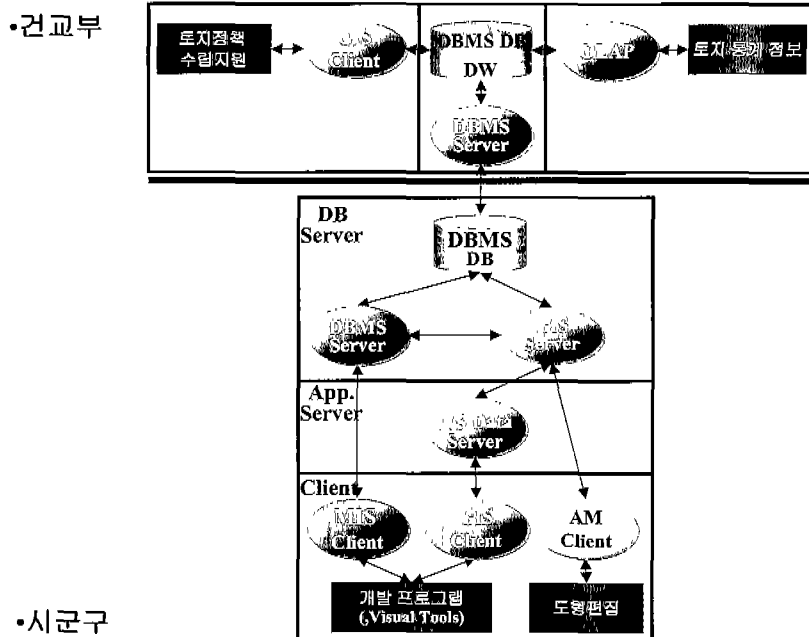 •건교부
토지정책
수립지원
Client
DBMS DB
DW
OLAP
토지 통계 정보
DBMS
Server
DB
Server
DBMS
DB
DBMS
Server
Server
App.
Server
Server
Client
Client
Client
AM
Client
개발 프로그램
(,Visual Tools)
도형편집
•시군구